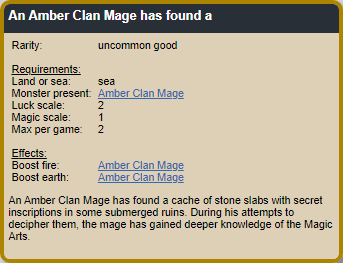 An Amber Clan Mage has found a
Rarity: uncommon good
Requirements:
Land or sea: sea
Monster present: Amber Clan Mage
Luck scale: 2
Magic scale: 1
Max per game: 2
Effects:
Boost fire: Amber Clan Mage
Boost earth: Amber Clan Mage
An Amber Clan Mage has found a cache of stone slabs with secret
inscriptions in some submerged ruins. During his attempts to
decipher them, the mage has gained deeper knowledge of the Magic
Arts.